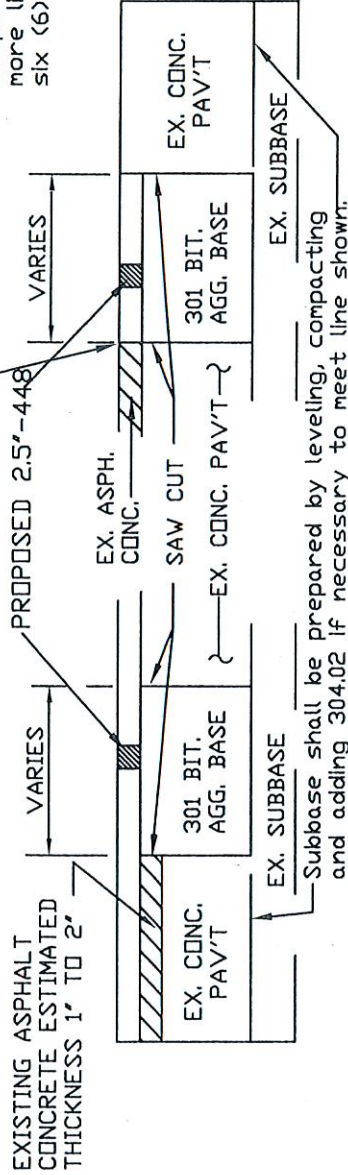 more li
six (6)
EXISTING ASPHALT
CONCRETE ESTIMATED
THICKNESS 1" TO 2"
VARIES
PROPOSED 2.5"-448
VARIES
EX. ASPH.
CONC.
SAW CUT
EX. CONC.
PAV'T
301 BIT.
AGG. BASE
EX. CONC. PAV'T
301 BIT.
AGG. BASE
EX. CONC.
PAV'T
EX. SUBBASE
EX. SUBBASE
Subbase shall be prepared by leveling, compacting
and adding 304.02 if necessary to meet line shown.